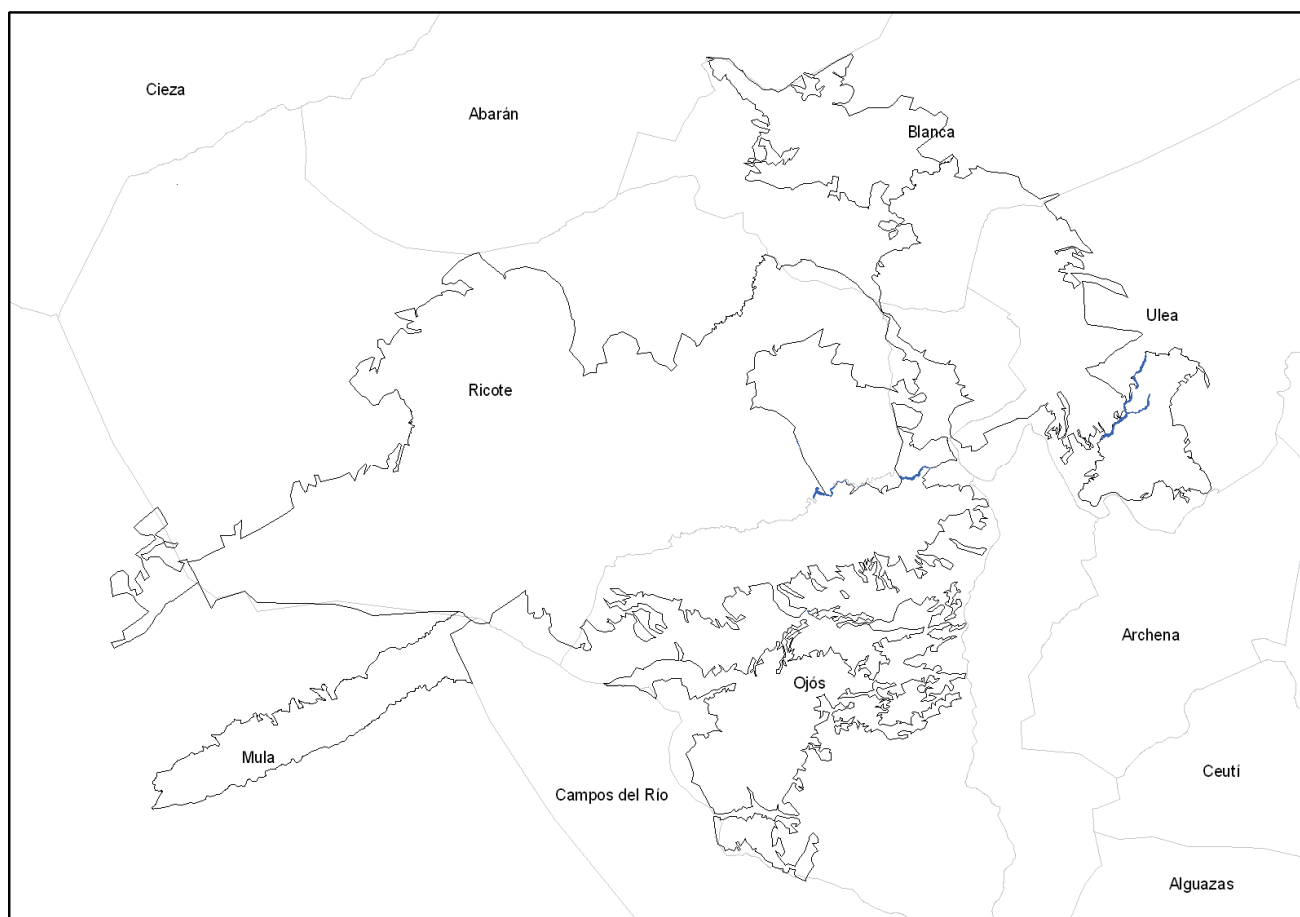 Cieza
Abarán
Blanca
Ulea
Ricote
Archena
Ojós
Mula
Ceutí
Campos del Río
Alguazas